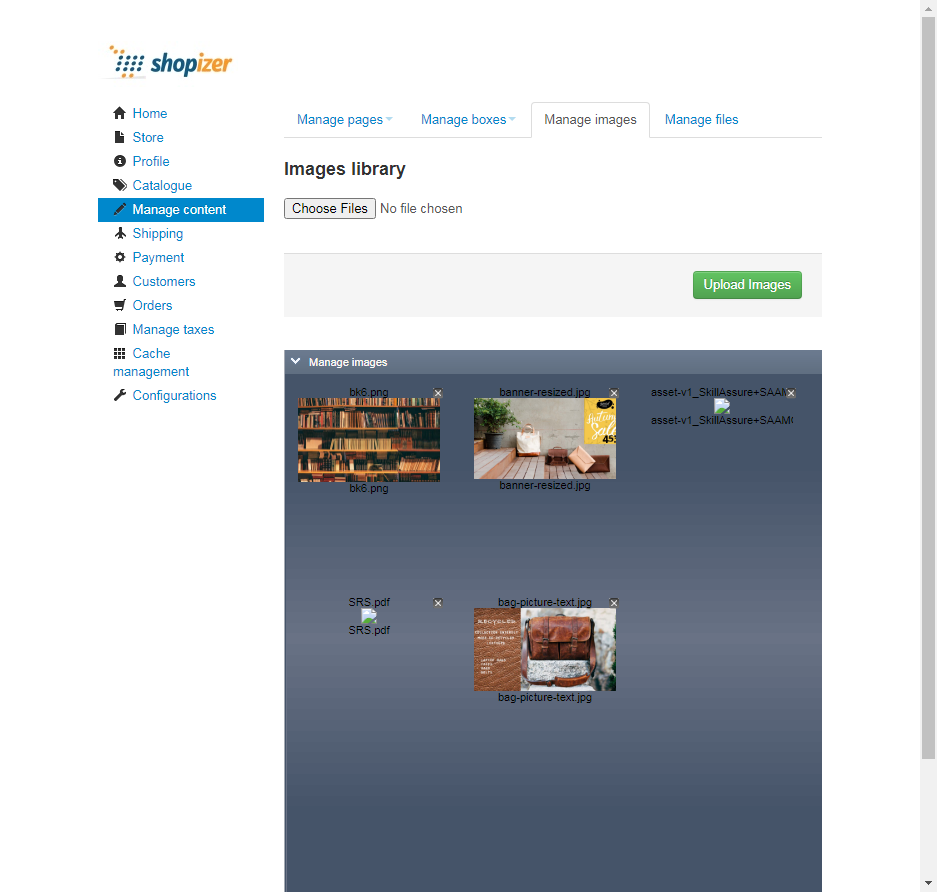 shopizer
Home
Store
Profile
Catalogue
Manage content
Shipping
Payment
Customers
Orders
Manage taxes
Cache
management
Configurations
Manage pages
Manage boxes
Manage images
Manage files
Images library
Choose Files No file chosen
Upload Images
Manage images
bk6.png
bk6.png
banner-resized.jpg
Sale
45
banner-resized.jpg
asset-v1_SkillAssure+SAAM
asset-v1_SkillAssure+SAAM
SRS.pdf
SRS.pdf
bag-picture-text.jpg
RECYCLED
bag-picture-text.jpg